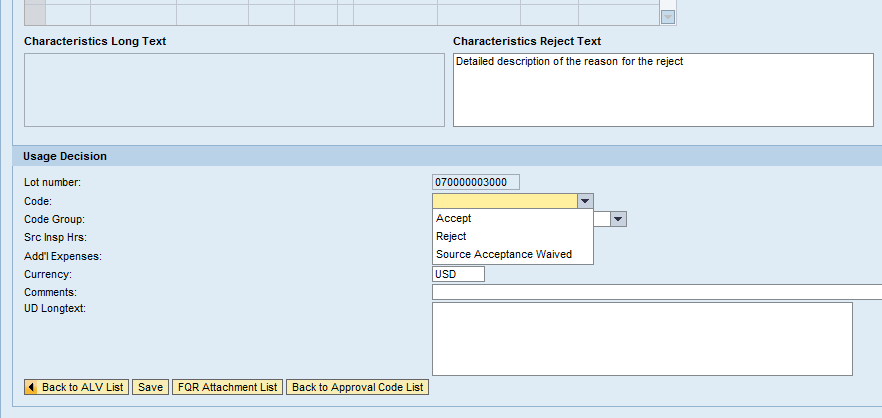 Characteristics Long Text
Characteristics Reject Text
Detailed description of the reason for the reject
Usage Decision
Lot number:
070000003000
Code:
Code Group:
Accept
Src Insp Hrs:
Reject
Add'l Expenses:
Source Acceptance Waived
Currency:
USD
Comments:
UD Longtext:
Back to ALV List
Save
FQR Attachment List
Back to Approval Code List